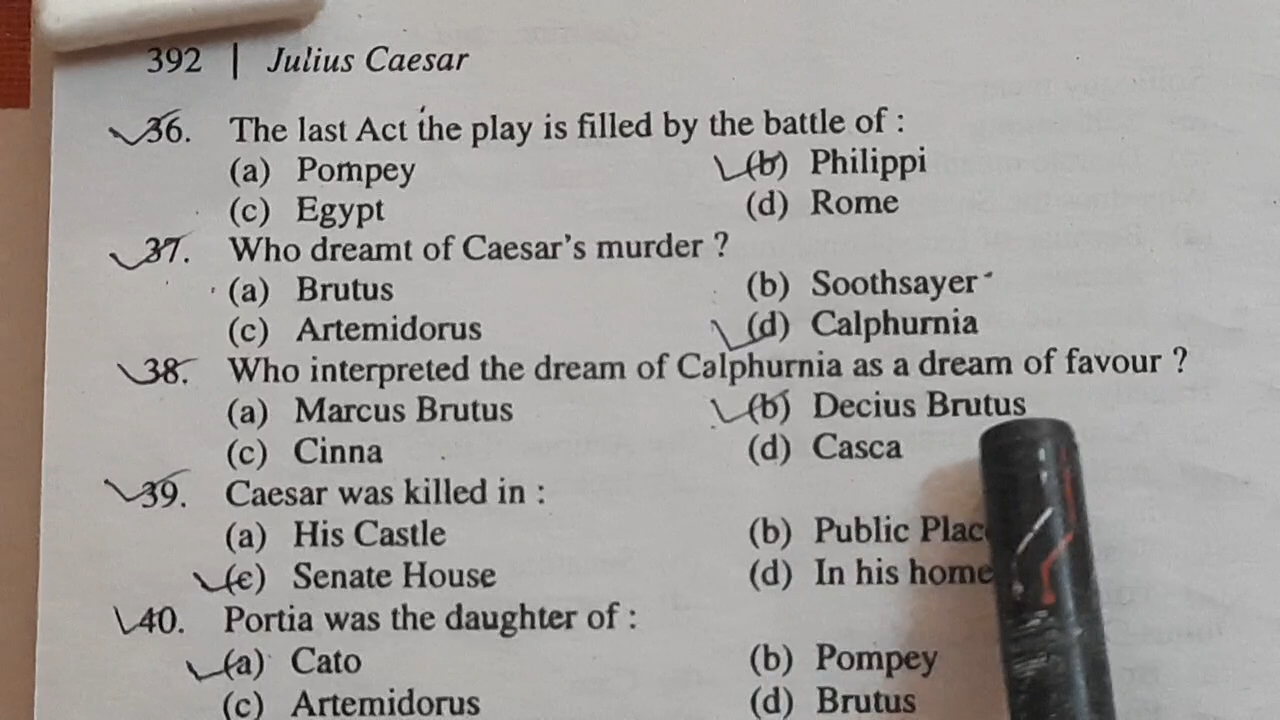 392 | Julius Caesar
36. The last Act the play is filled by the battle of :
(a) Pompey (b) Philippi
(c) Egypt (d) Rome
37. Who dreamt of Caesar's murder ?
(a) Brutus (b) Soothsayer
(c) Artemidorus (d) Calphurnia
38. Who interpreted the dream of Calphurnia as a dream of favour ?
(a) Marcus Brutus (b) Decius Brutus
(c) Cinna (d) Casca
39. Caesar was killed in :
(a) His Castle (b) Public Plac
(c) Senate House (d) In his home
40. Portia was the daughter of :
(a) Cato (b) Pompey
(c) Artemidorus (d) Brutus